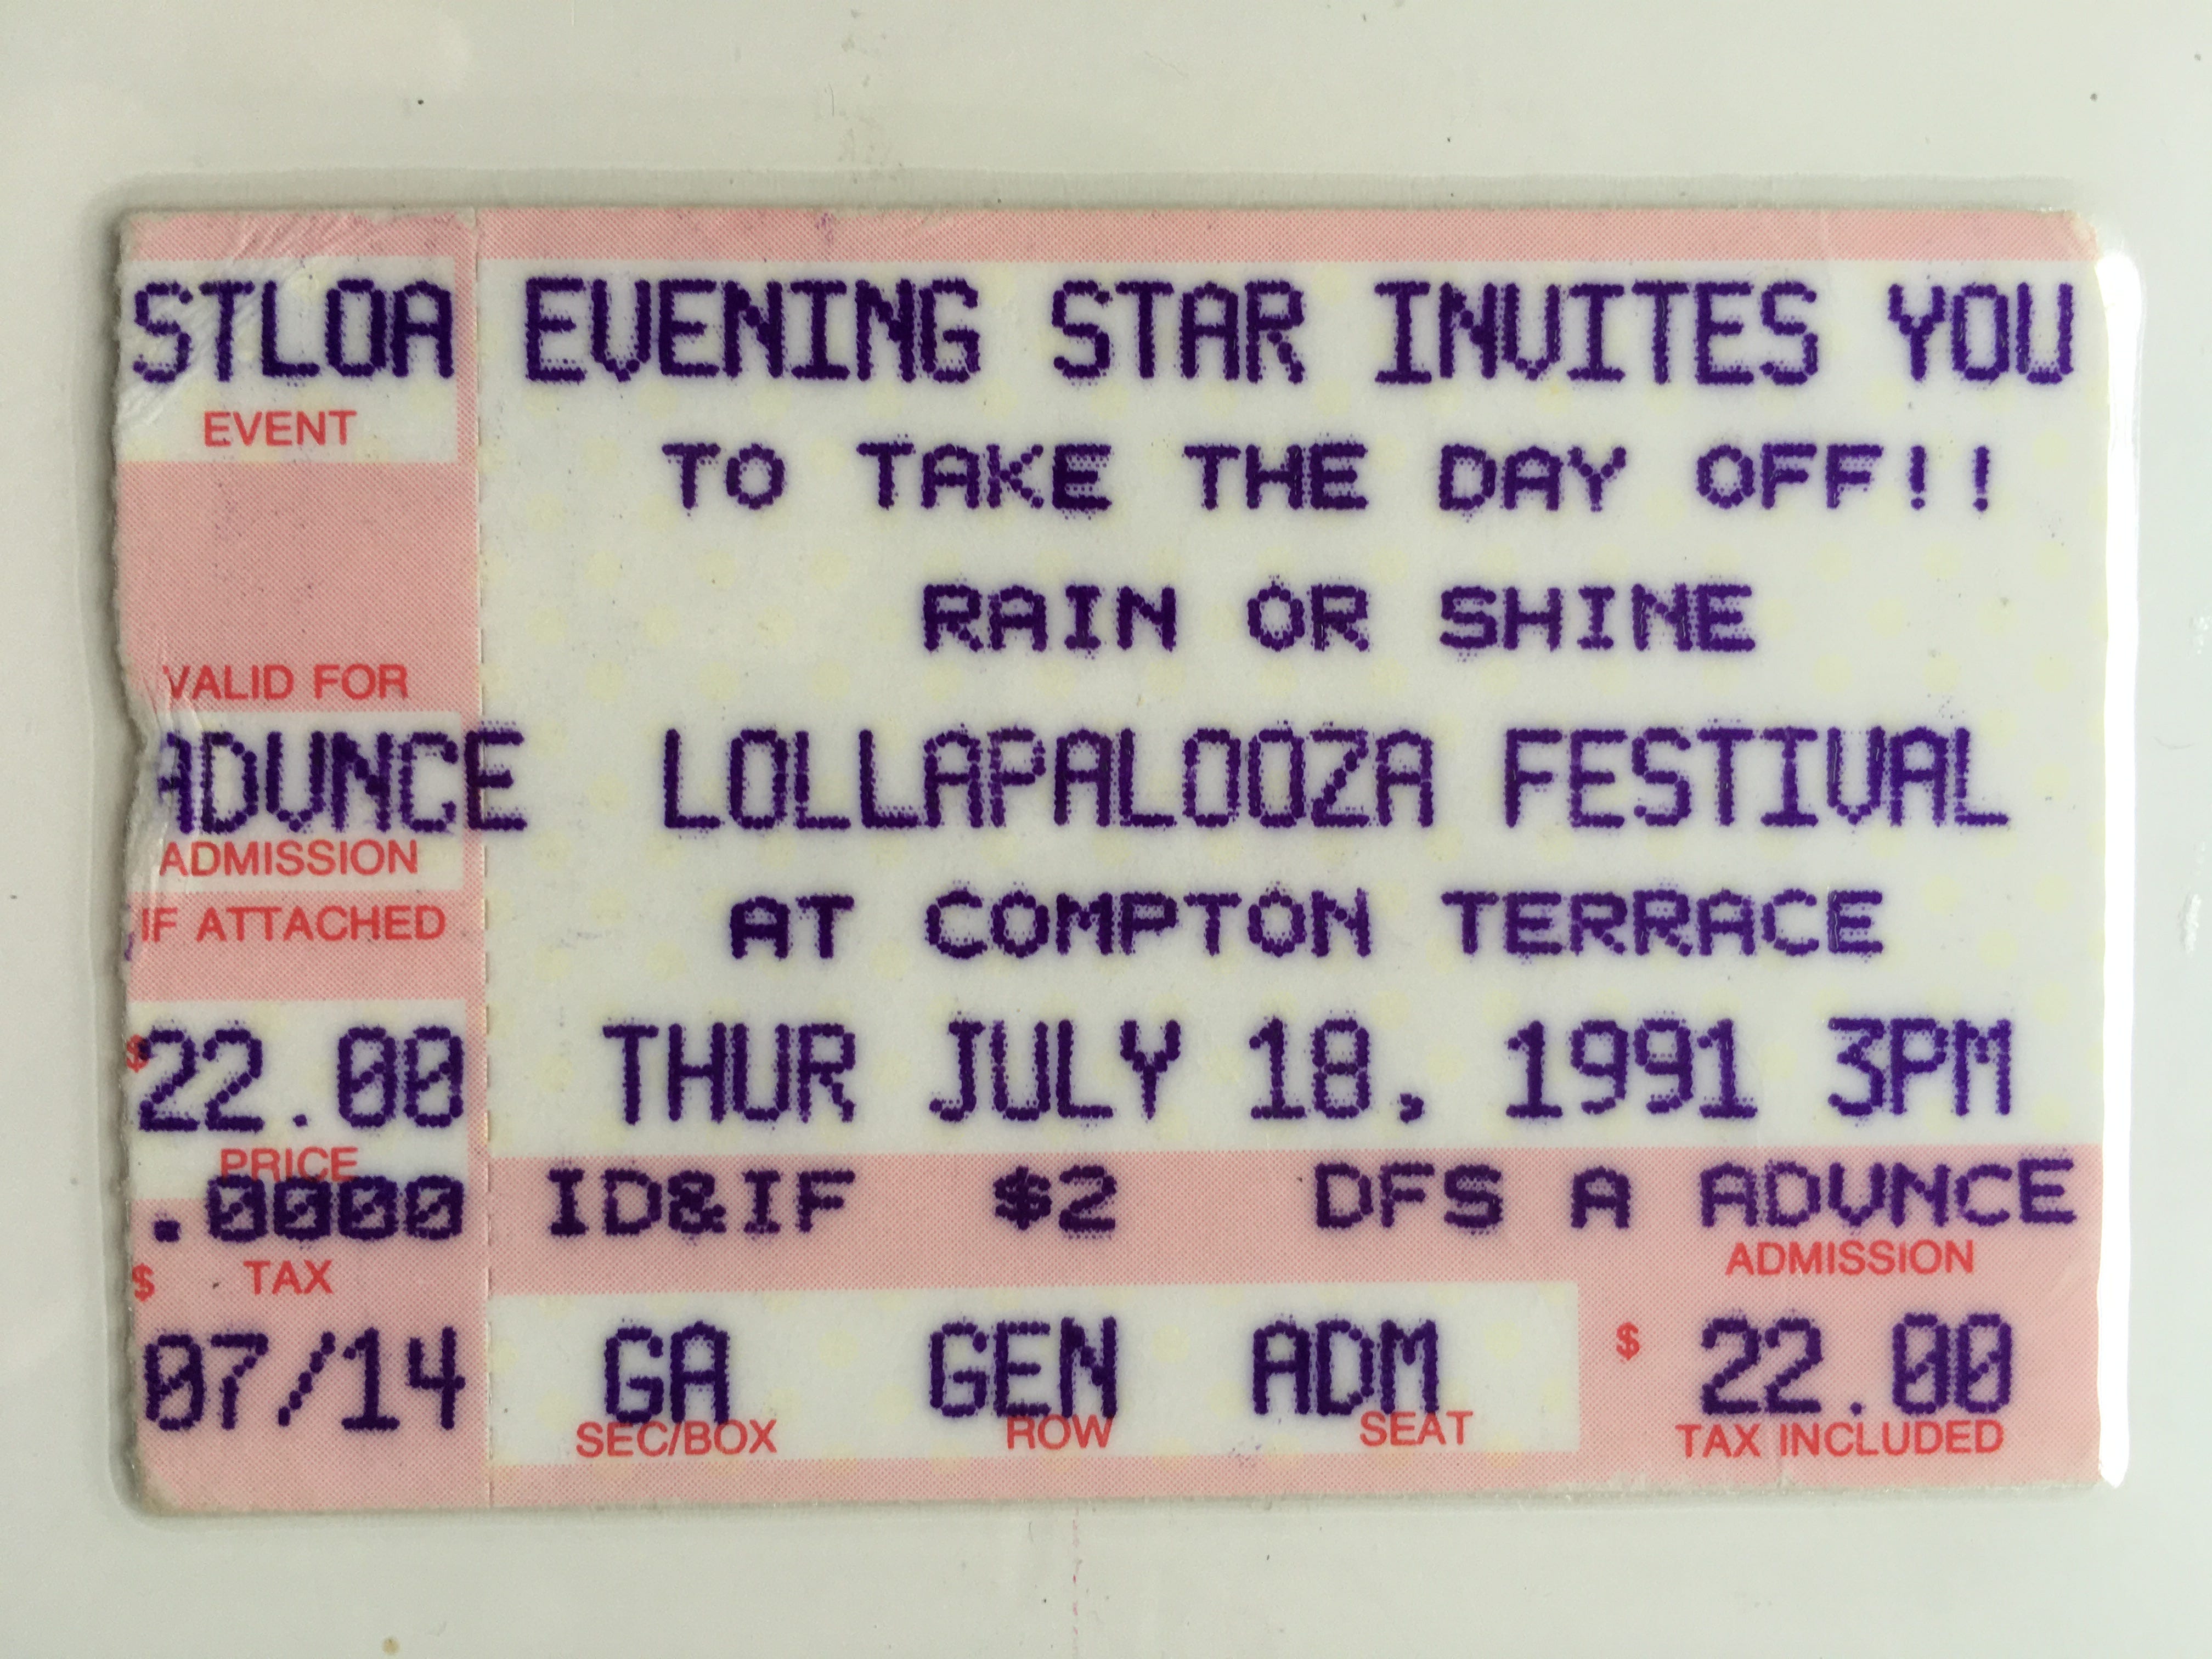 STLOA
EVENT
VALID FOR
ADVNCE
ADMISSION
IF ATTACHED
$22.00
PRICE
.0000
$ TAX
07/14
EVENING STAR INVITES YOU
TO TAKE THE DAY OFF!!
RAIN OR SHINE
LOLLAPALOOZA FESTIVAL
AT COMPTON TERRACE
THUR JULY 18, 1991 3PM
ID&IF $2 DFS A ADVNCE
ADMISSION
GA GEN ADM $ 22.00
SEC/BOX ROW SEAT TAX INCLUDED